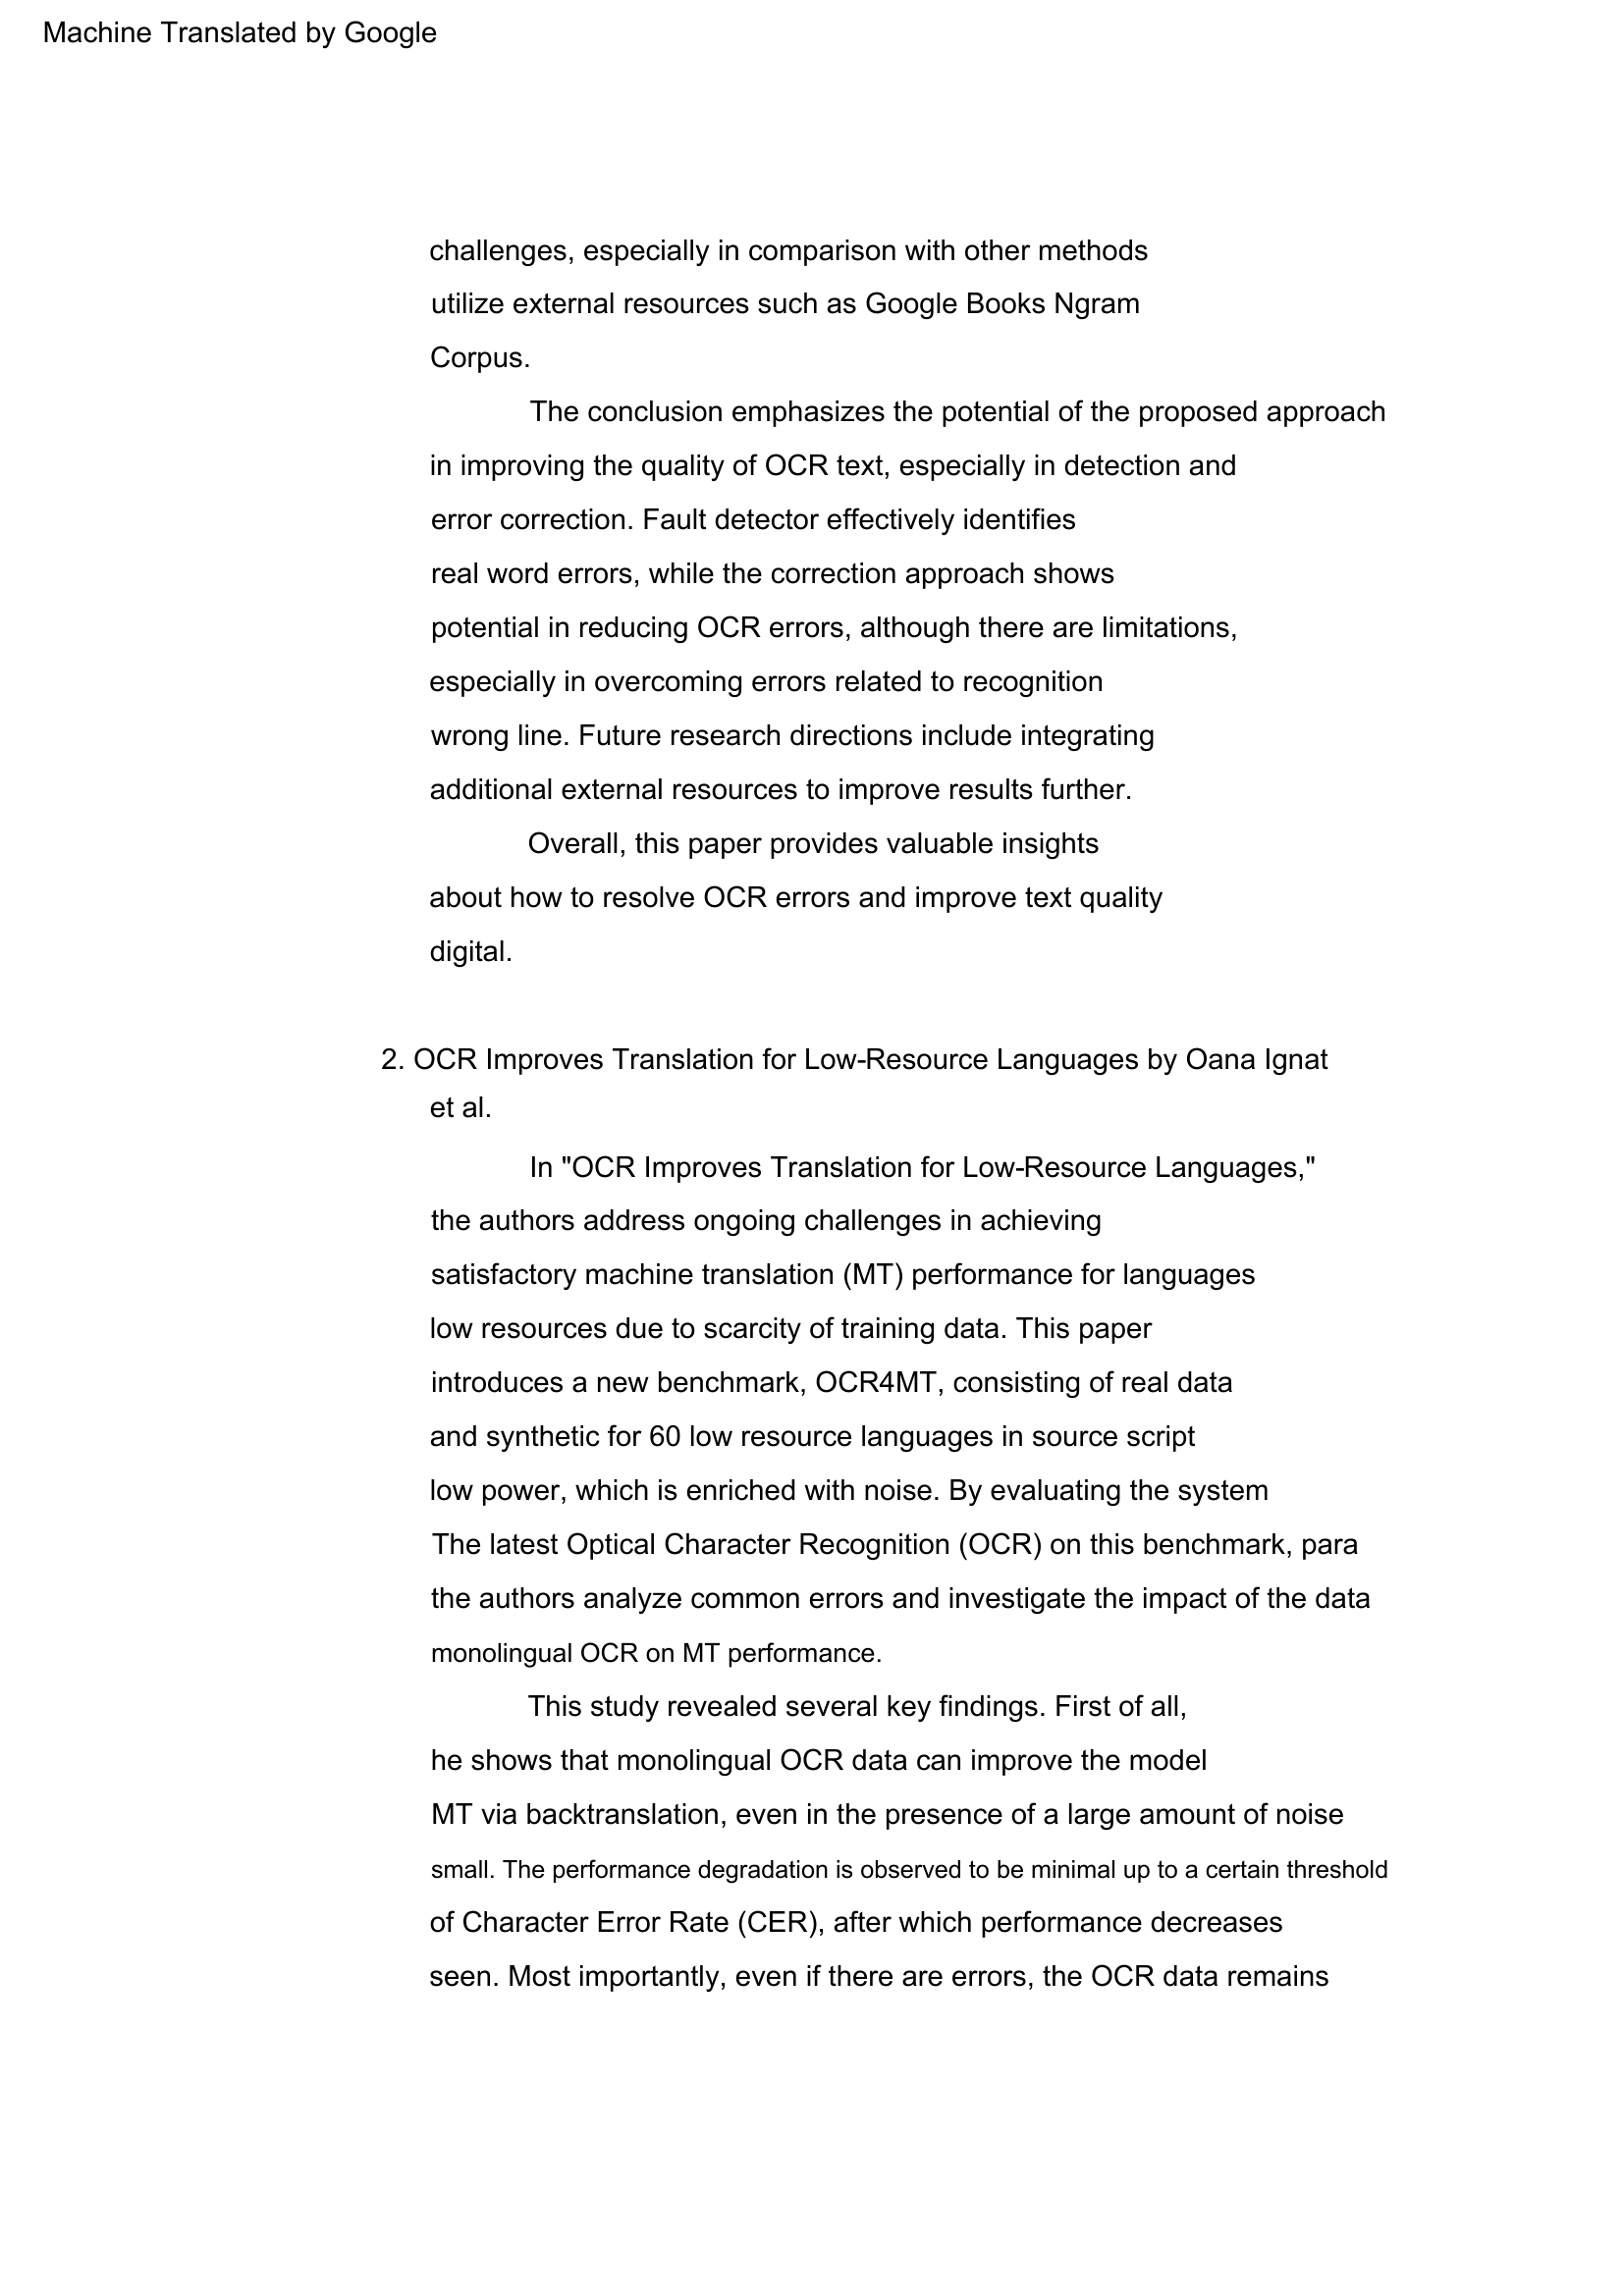 Machine Translated by Google
challenges, especially in comparison with other methods
utilize external resources such as Google Books Ngram
Corpus.
The conclusion emphasizes the potential of the proposed approach
in improving the quality of OCR text, especially in detection and
error correction. Fault detector effectively identifies
real word errors, while the correction approach shows
potential in reducing OCR errors, although there are limitations,
especially in overcoming errors related to recognition
wrong line. Future research directions include integrating
additional external resources to improve results further.
Overall, this paper provides valuable insights
about how to resolve OCR errors and improve text quality
digital.
2. OCR Improves Translation for Low-Resource Languages by Oana Ignat
et al.
In "OCR Improves Translation for Low-Resource Languages,"
the authors address ongoing challenges in achieving
satisfactory machine translation (MT) performance for languages
low resources due to scarcity of training data. This paper
introduces a new benchmark, OCR4MT, consisting of real data
and synthetic for 60 low resource languages in source script
low power, which is enriched with noise. By evaluating the system
The latest Optical Character Recognition (OCR) on this benchmark, para
the authors analyze common errors and investigate the impact of the data
monolingual OCR on MT performance.
This study revealed several key findings. First of all,
he shows that monolingual OCR data can improve the model
MT via backtranslation, even in the presence of a large amount of noise
small. The performance degradation is observed to be minimal up to a certain threshold
of Character Error Rate (CER), after which performance decreases
seen. Most importantly, even if there are errors, the OCR data remains